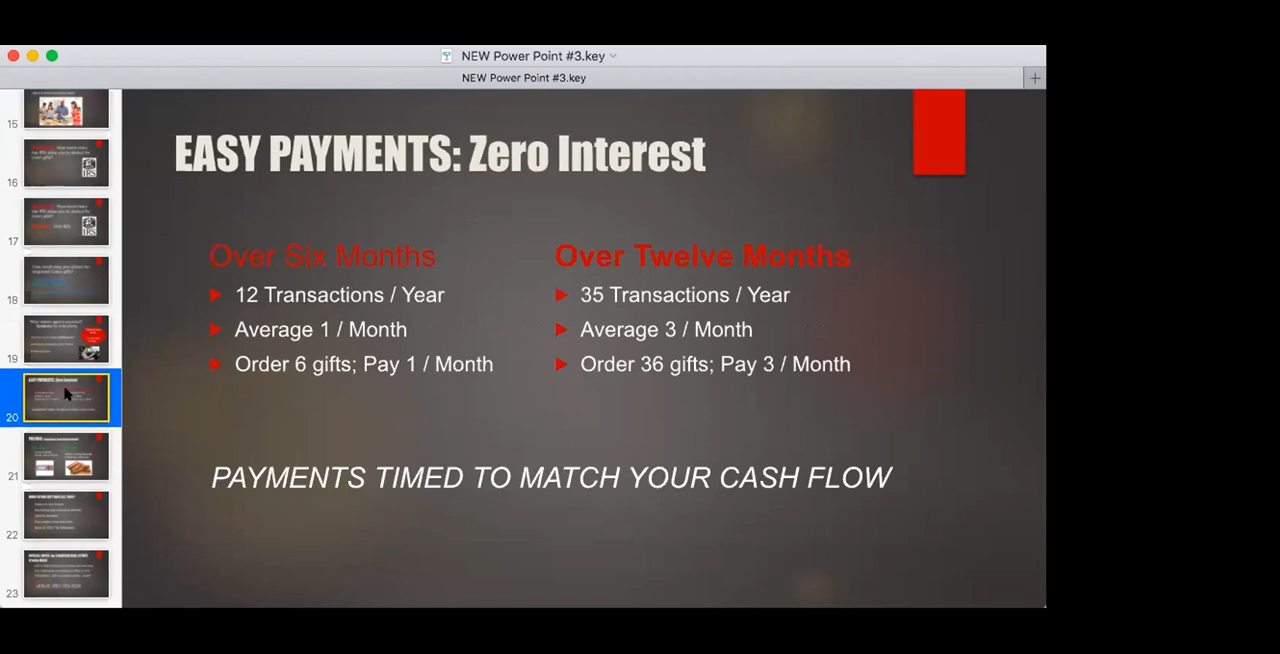 NEW Power Point #3.key
NEW Power Point #3.key
15
16
17
18
19
20
21
22
23
EASY PAYMENTS: Zero Interest
Over Six Months
12 Transactions / Year
Average 1 / Month
Order 6 gifts; Pay 1 / Month
Over Twelve Months
35 Transactions / Year
Average 3 / Month
Order 36 gifts; Pay 3 / Month
PAYMENTS TIMED TO MATCH YOUR CASH FLOW